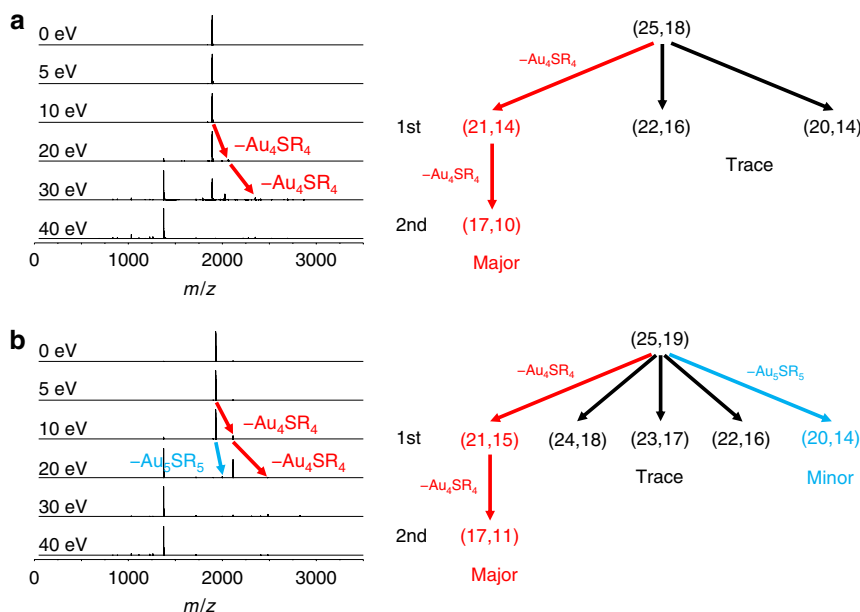 a
0 eV
5 eV
10 eV
20 eV
30 eV
40 eV
–Au4SR4
–Au4SR4
0 1000 2000 3000
m/z
(25,18)
–Au4SR4
1st (21,14) (22,16) (20,14)
Trace
–Au4SR4
2nd (17,10)
Major
b
0 eV
5 eV
10 eV
20 eV
30 eV
40 eV
–Au4SR4
–Au5SR5 –Au4SR4
0 1000 2000 3000
m/z
(25,19)
–Au4SR4 –Au5SR5
1st (21,15) (24,18) (23,17) (22,16) (20,14)
Trace Minor
–Au4SR4
2nd (17,11)
Major